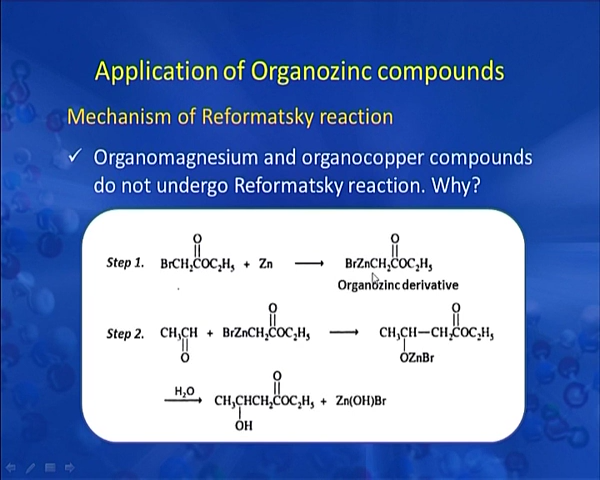 Application of Organozinc compounds
Mechanism of Reformatsky reaction
✓ Organomagnesium and organocopper compounds
do not undergo Reformatsky reaction. Why?
O O
Step 1. BrCH₂COC₂H₅ + Zn ⟶ BrZnCH₂COC₂H₅
Organozinc derivative
O O
Step 2. CH₃CH + BrZnCH₂COC₂H₅ ⟶ CH₃CH—CH₂COC₂H₅
O OZnBr
O
H₂O
CH₃CHCH₂COC₂H₅ + Zn(OH)Br
OH